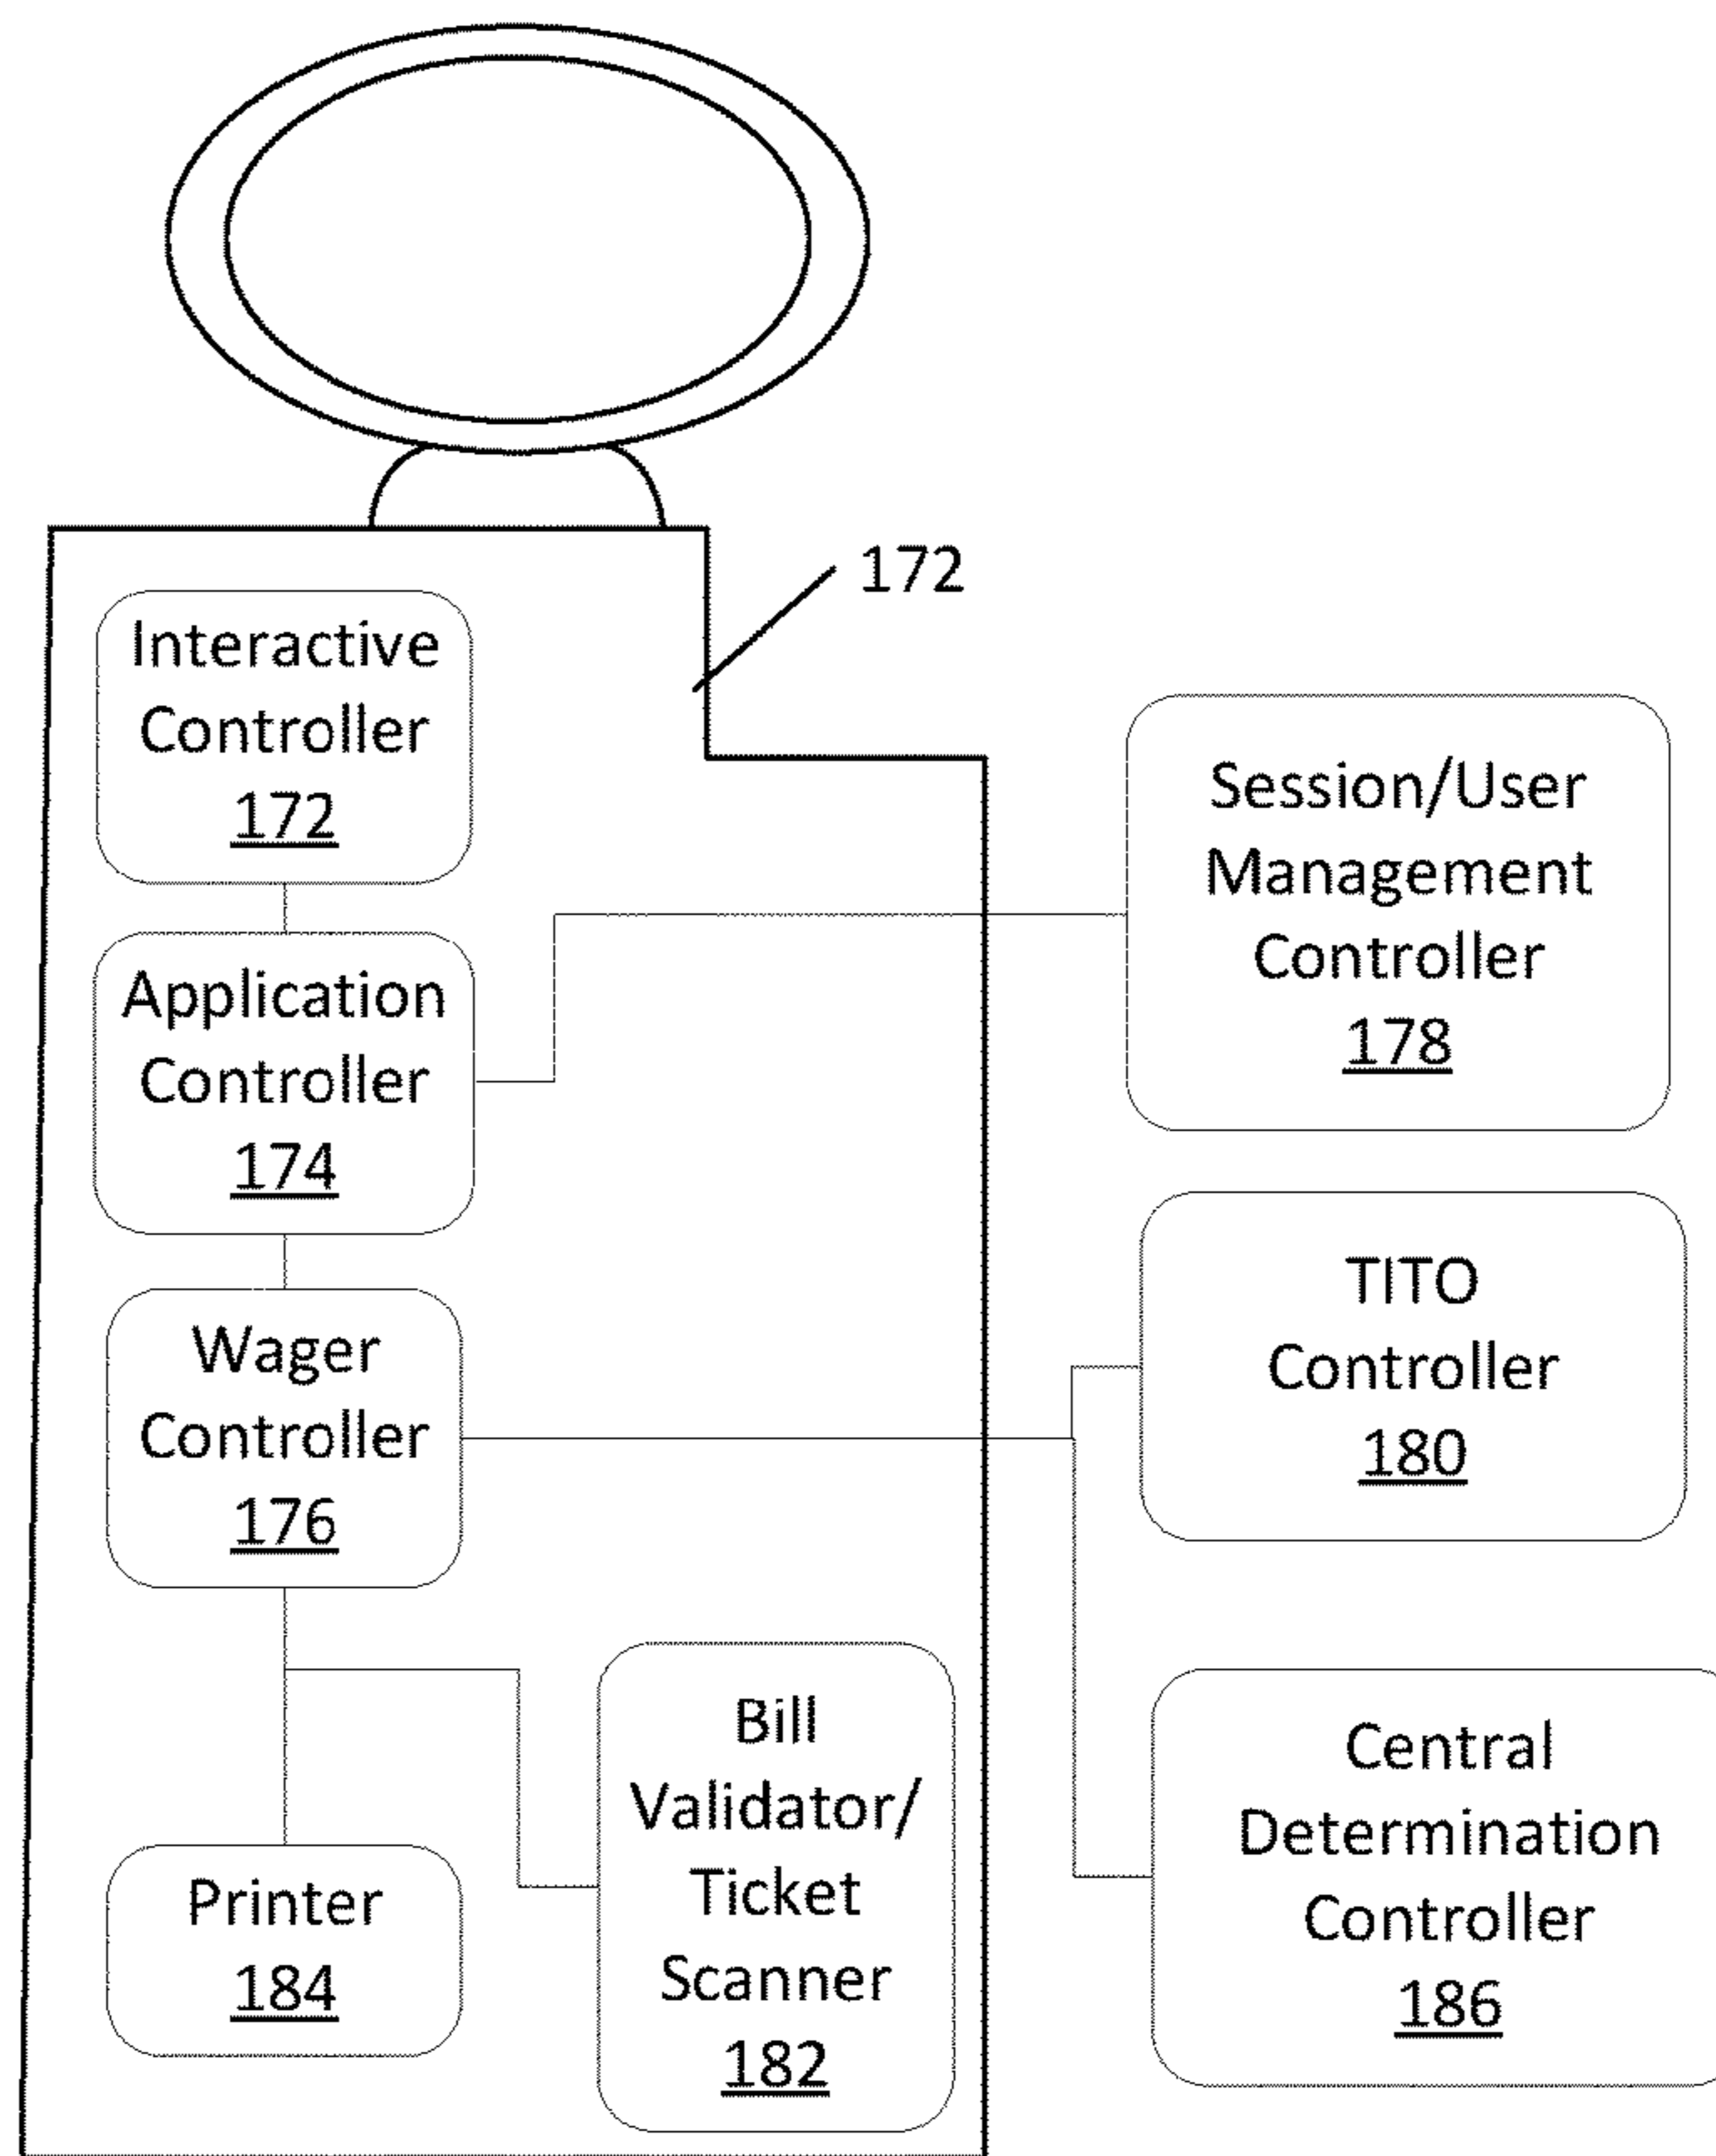 172
Interactive
Controller
172
Application
Controller
174
Wager
Controller
176
Printer
184
Bill
Validator/
Ticket
Scanner
182
Session/User
Management
Controller
178
TITO
Controller
180
Central
Determination
Controller
186